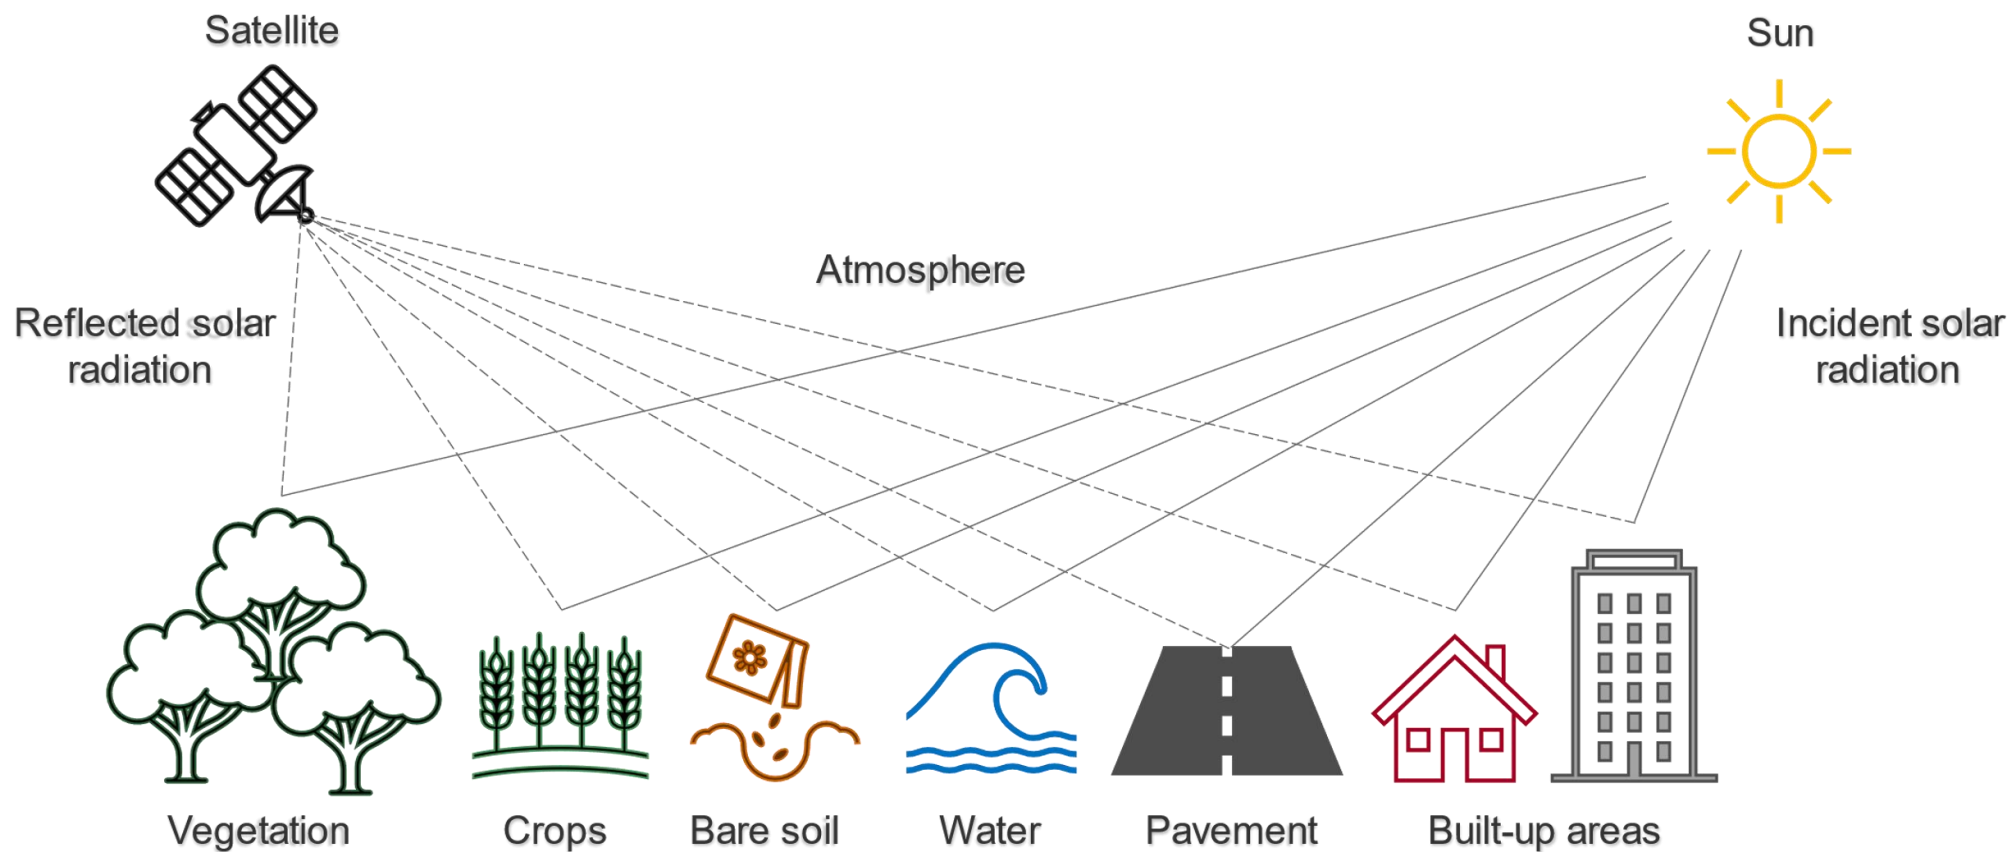 Satellite
Sun
Atmosphere
Reflected solar
radiation
Incident solar
radiation
Vegetation
Crops
Bare soil
Water
Pavement
Built-up areas